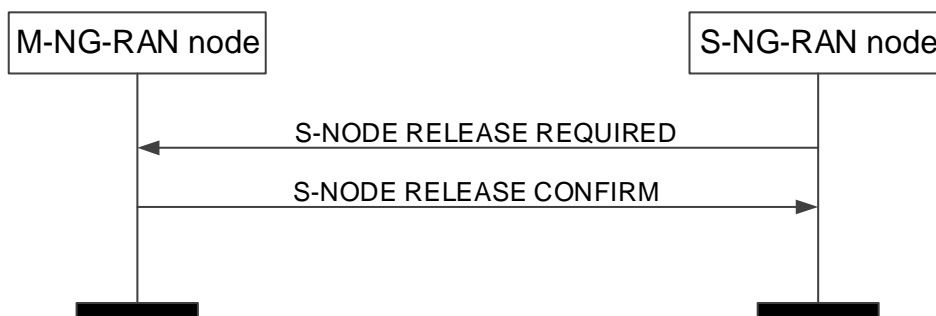 M-NG-RAN node
S-NG-RAN node
S-NODE RELEASE REQUIRED
S-NODE RELEASE CONFIRM